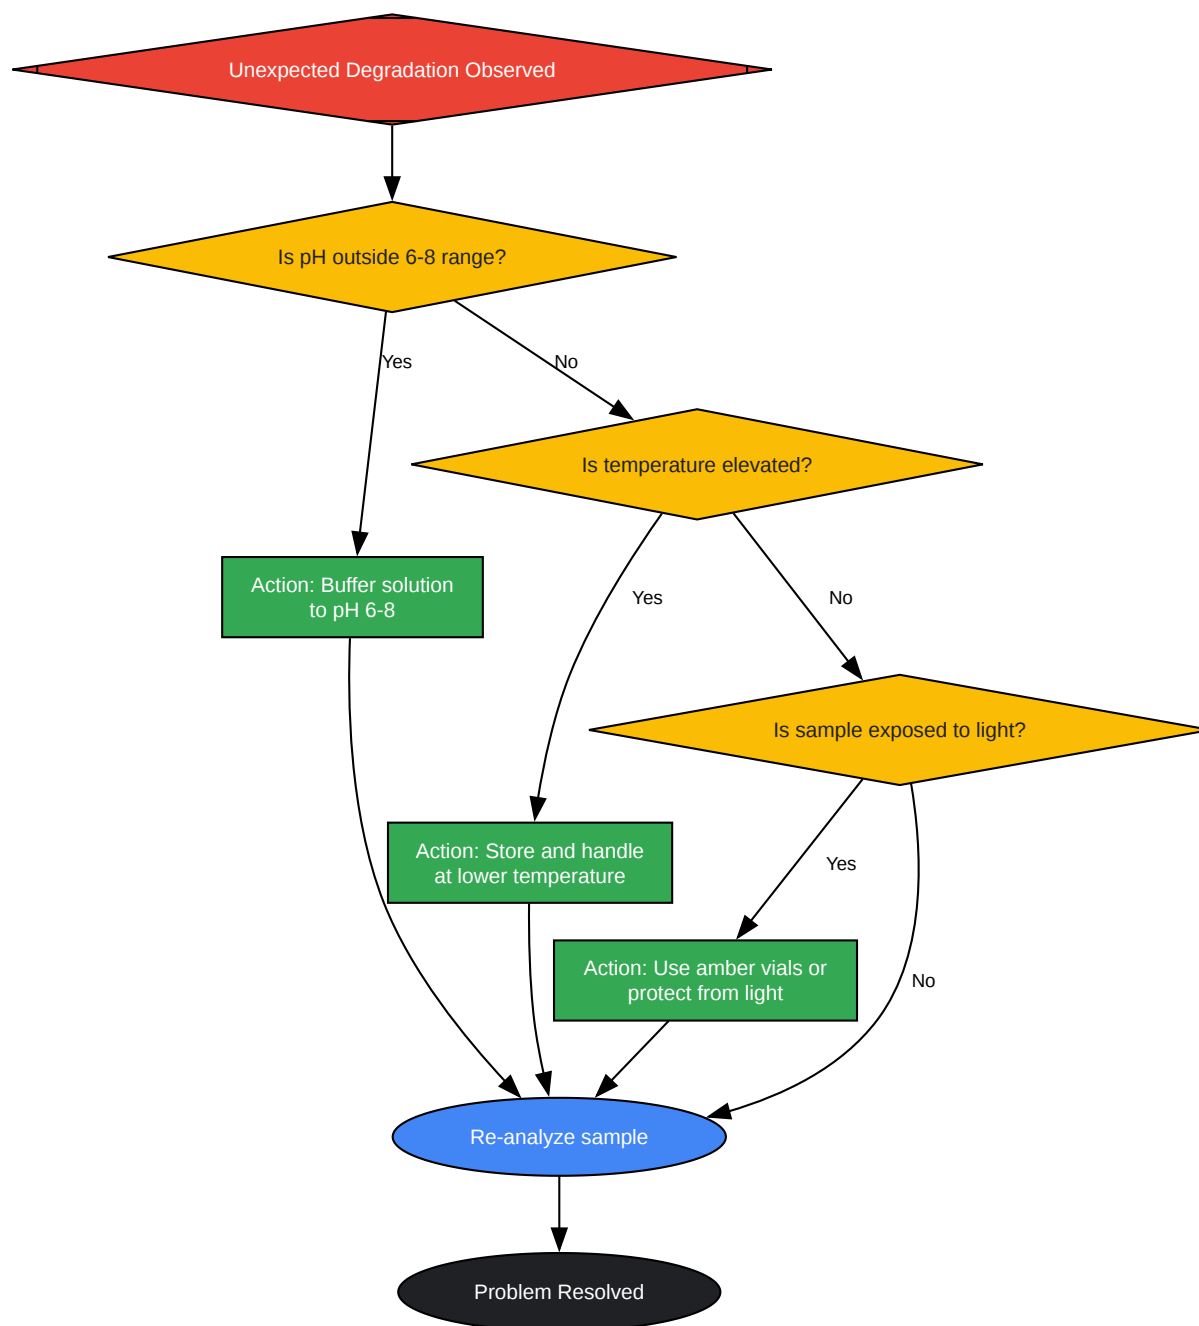 Unexpected Degradation Observed
Is pH outside 6-8 range?
Yes
No
Is temperature elevated?
Action: Buffer solution
to pH 6-8
Yes
No
Is sample exposed to light?
Action: Store and handle
at lower temperature
Yes
Action: Use amber vials or
protect from light
No
Re-analyze sample
Problem Resolved